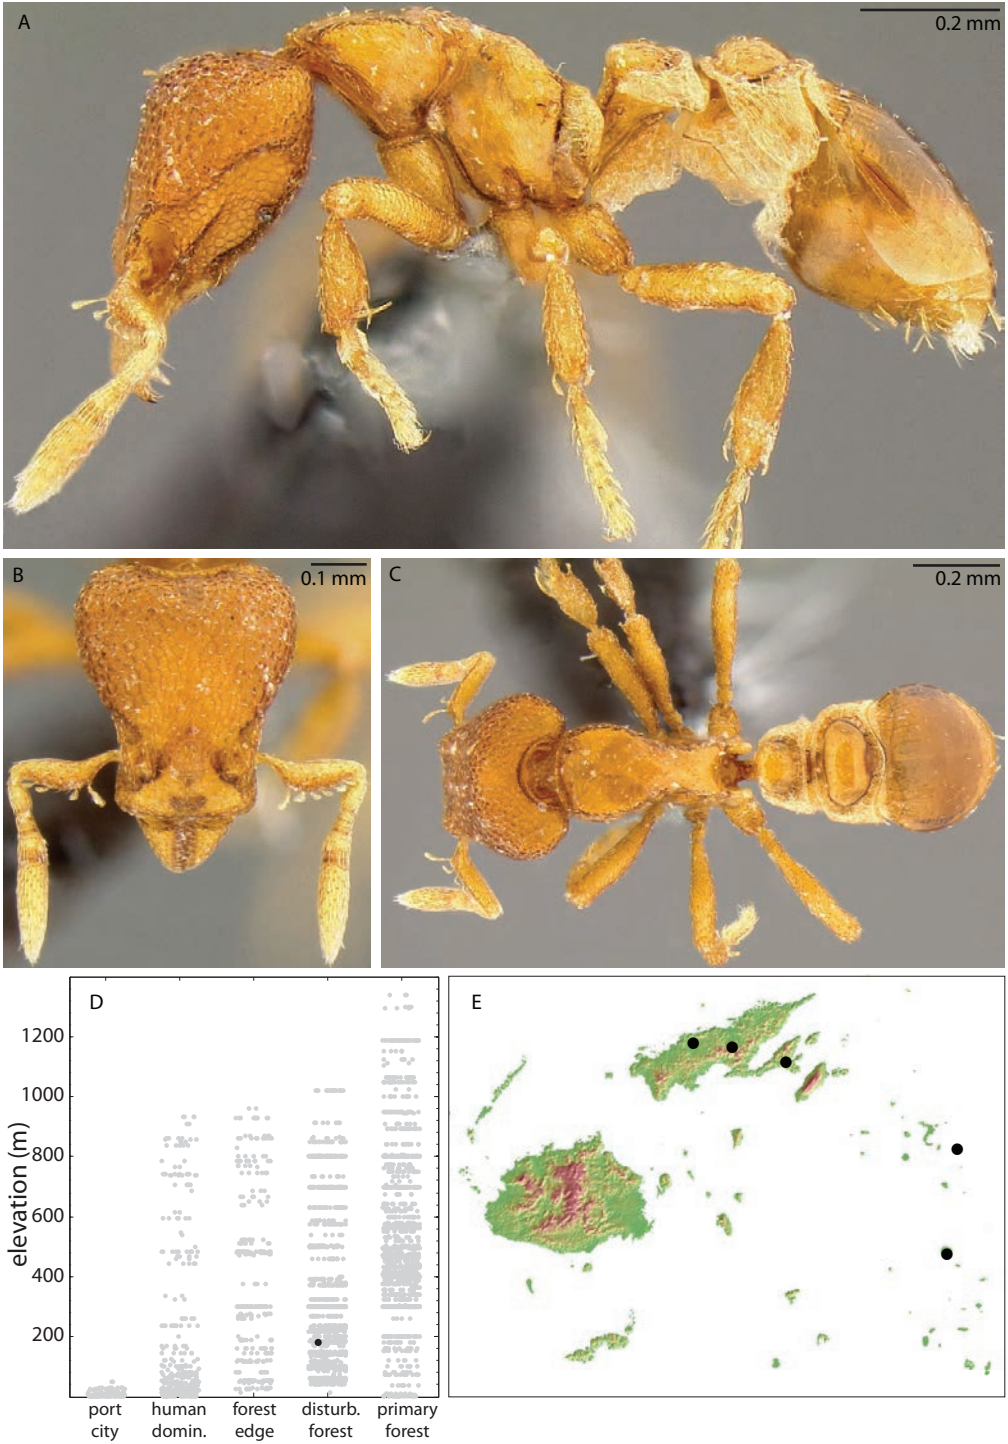 A
0.2 mm
B
0.1 mm
C
0.2 mm
D
1200
1000
800
600
400
200
elevation (m)
port city
human domin.
forest edge
disturb. forest
primary forest
E